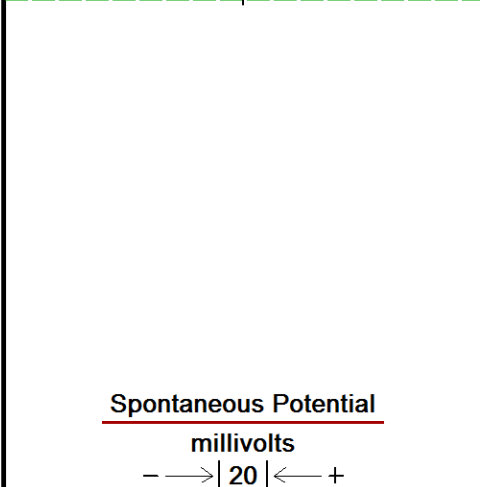 Spontaneous Potential
millivolts
− ⟶| 20 |⟵ +